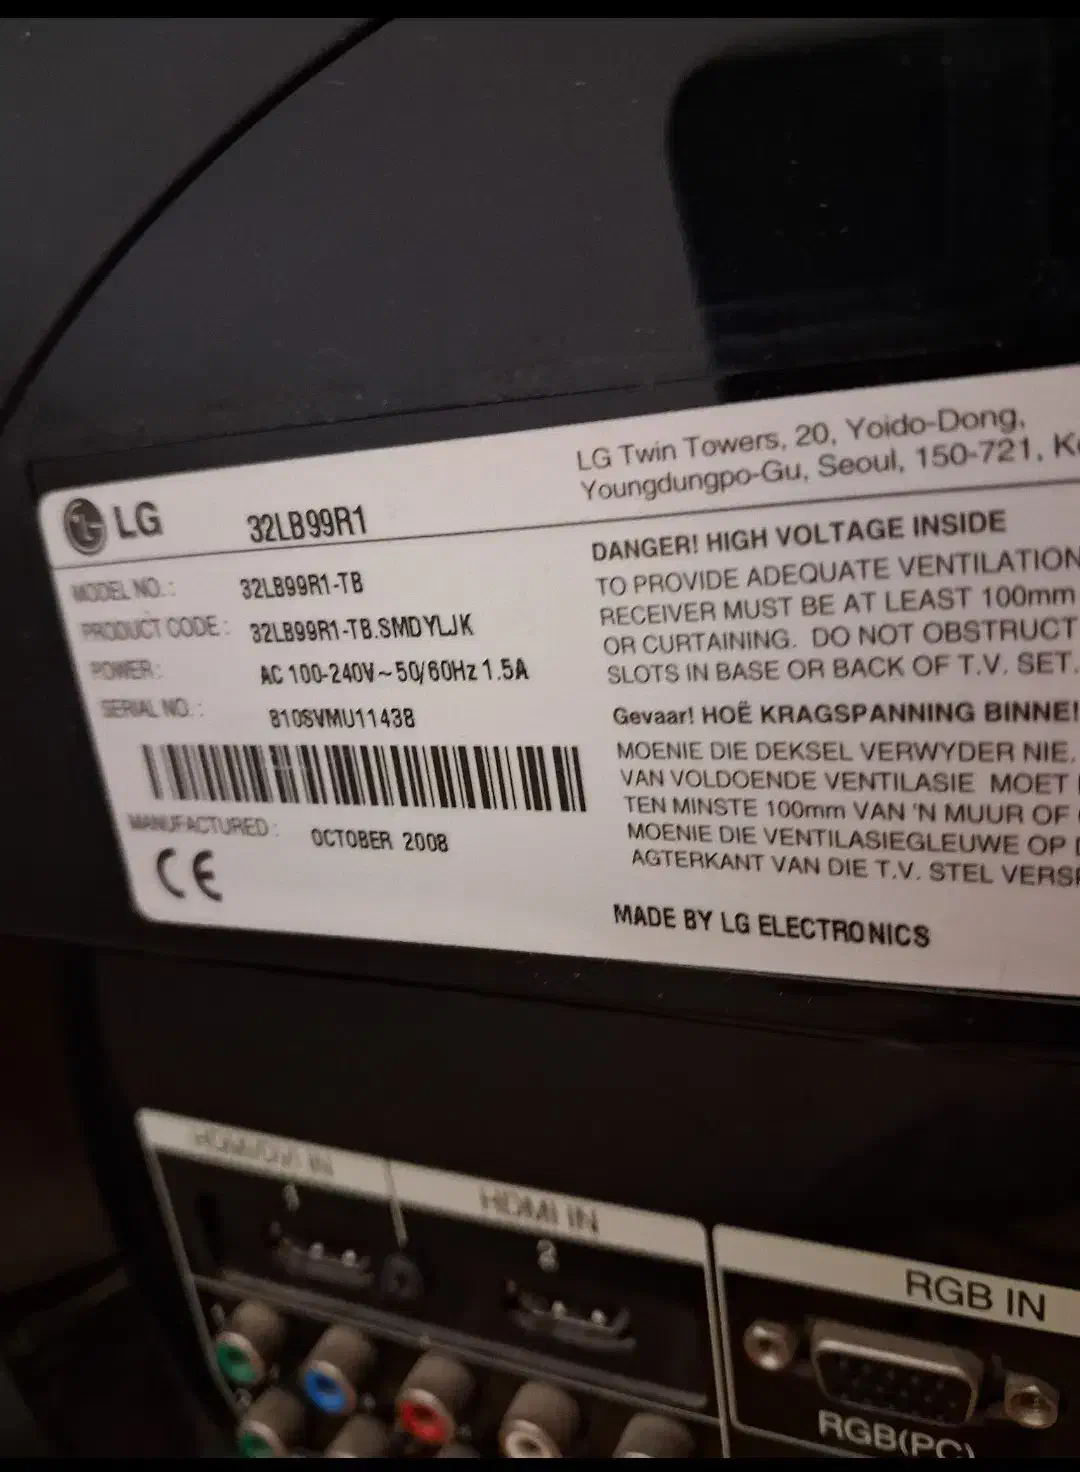 LG 32LB99R1
LG Twin Towers, 20, Yoido-Dong,
Youngdungpo-Gu, Seoul, 150-721,
MODEL NO.: 32LB99R1-TB
PRODUCT CODE: 32LB99R1-TB.SMDYLJK
POWER: AC 100-240V~50/60Hz 1.5A
SERIAL NO.: 810SVMU11438
MANUFACTURED: OCTOBER 2008
CE
DANGER! HIGH VOLTAGE INSIDE
TO PROVIDE ADEQUATE VENTILATION
RECEIVER MUST BE AT LEAST 100mm
OR CURTAINING. DO NOT OBSTRUCT
SLOTS IN BASE OR BACK OF T.V. SET.
Gevaar! HOË KRAGSPANNING BINNE!
MOENIE DIE DEKSEL VERWYDER NIE.
VAN VOLDOENDE VENTILASIE MOET
TEN MINSTE 100mm VAN 'N MUUR OF
MOENIE DIE VENTILASIEGLEUWE OP
AGTERKANT VAN DIE T.V. STEL
MADE BY LG ELECTRONICS
HDMI/DVI IN
1
HDMI IN
2
RGB IN
RGB(PC)